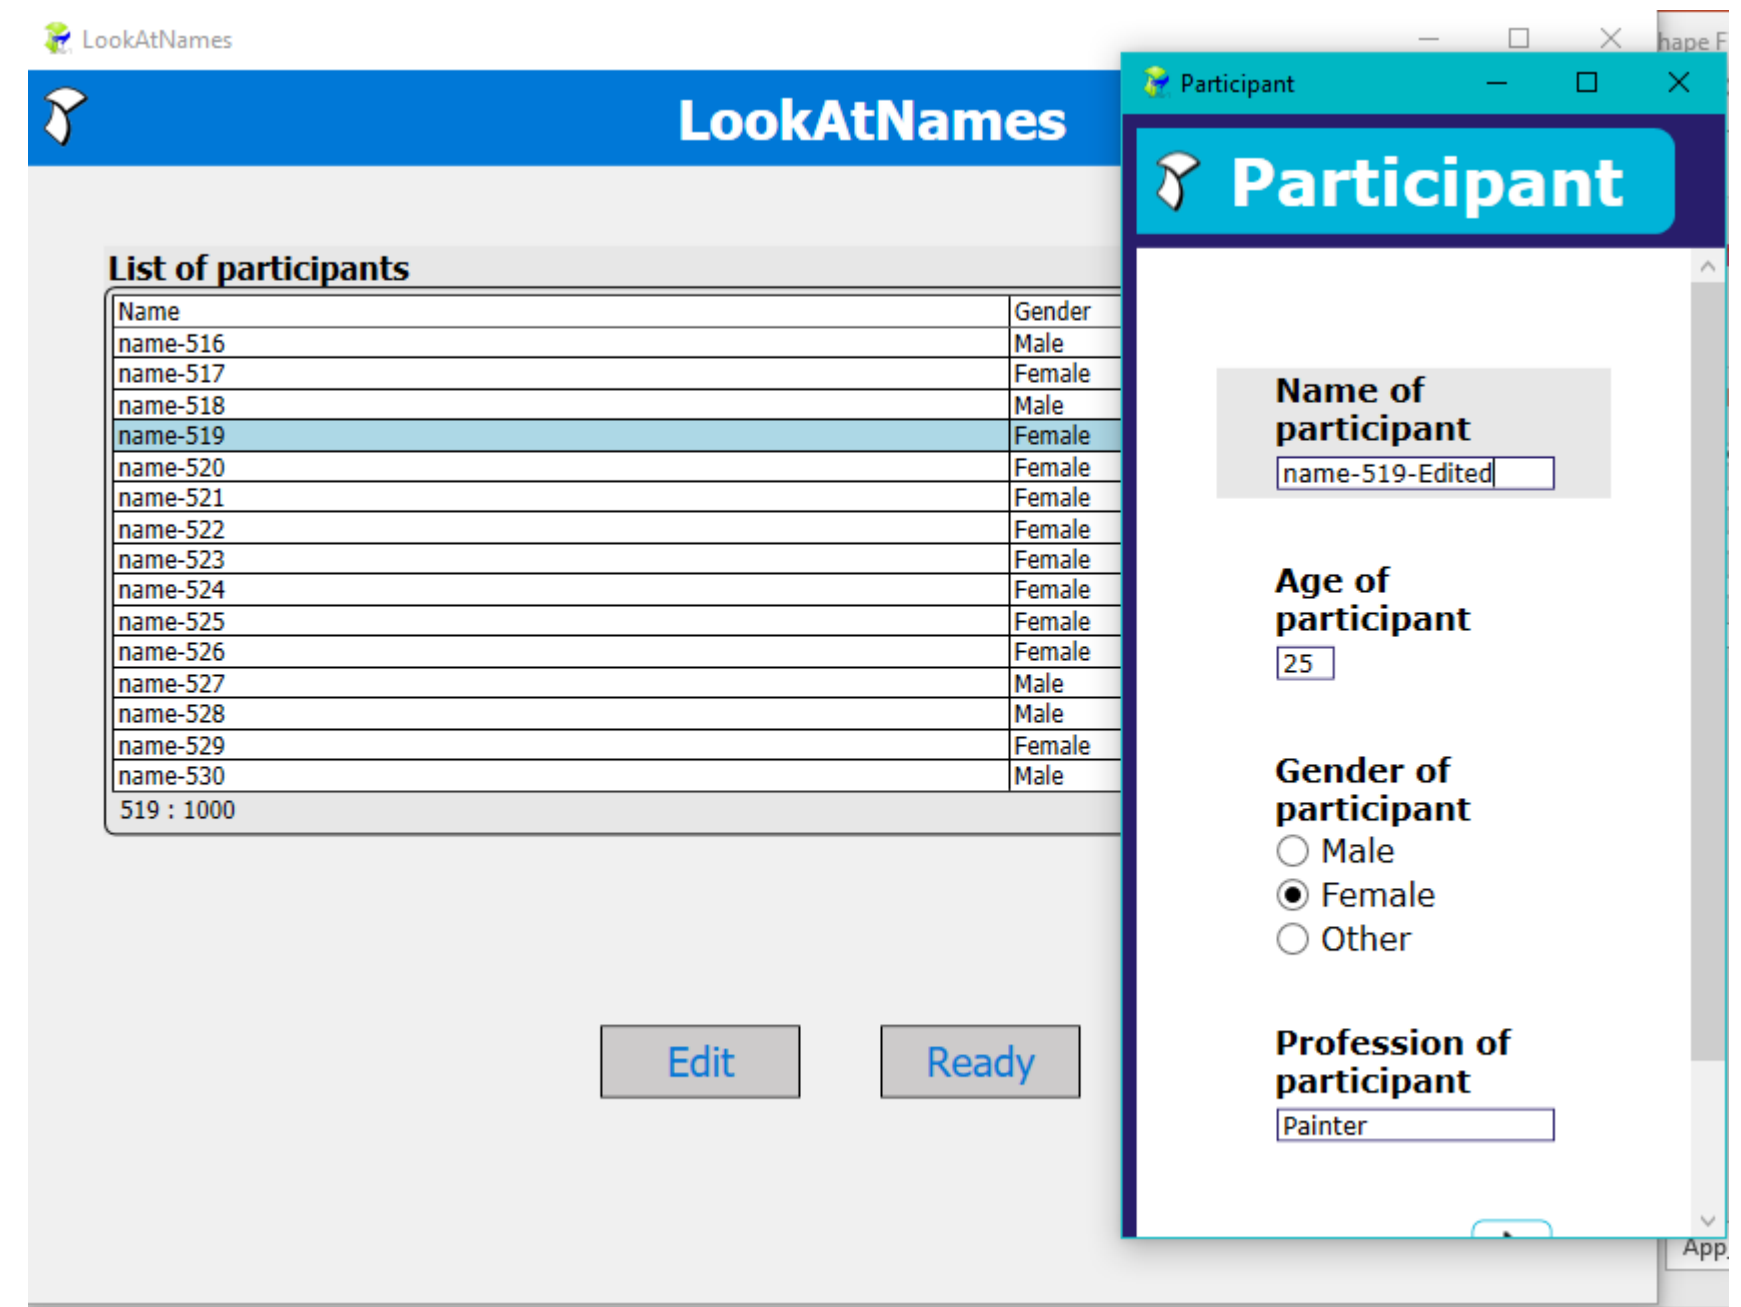 LookAtNames
hape F
Participant
LookAtNames
Participant
List of participants
Name Gender
name-516 Male
name-517 Female
name-518 Male
name-519 Female
name-520 Female
name-521 Female
name-522 Female
name-523 Female
name-524 Female
name-525 Female
name-526 Female
name-527 Male
name-528 Male
name-529 Female
name-530 Male
519 : 1000
Edit
Ready
Name of
participant
name-519-Edited
Age of
participant
25
Gender of
participant
Male
Female
Other
Profession of
participant
Painter
App